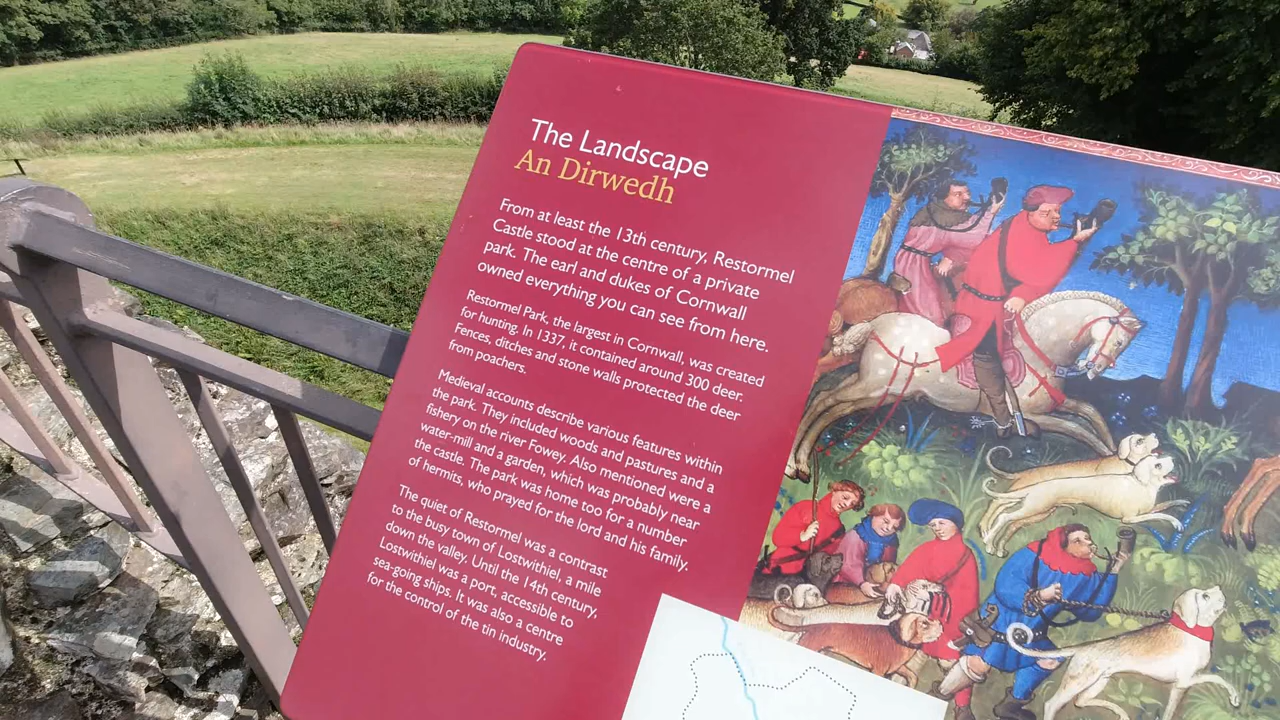 The Landscape
An Dirwedh
From at least the 13th century, Restormel
Castle stood at the centre of a private
park. The earl and dukes of Cornwall
owned everything you can see from here.
Restormel Park, the largest in Cornwall, was created
for hunting. In 1337, it contained around 300 deer.
Fences, ditches and stone walls protected the deer
from poachers.
Medieval accounts describe various features within
the park. They included woods and pastures and a
fishery on the river Fowey. Also mentioned were a
water-mill and a garden, which was probably near
the castle. The park was home too for a number
of hermits, who prayed for the lord and his family.
The quiet of Restormel was a contrast
to the busy town of Lostwithiel, a mile
down the valley. Until the 14th century,
Lostwithiel was a port, accessible to
sea-going ships. It was also a centre
for the control of the tin industry.